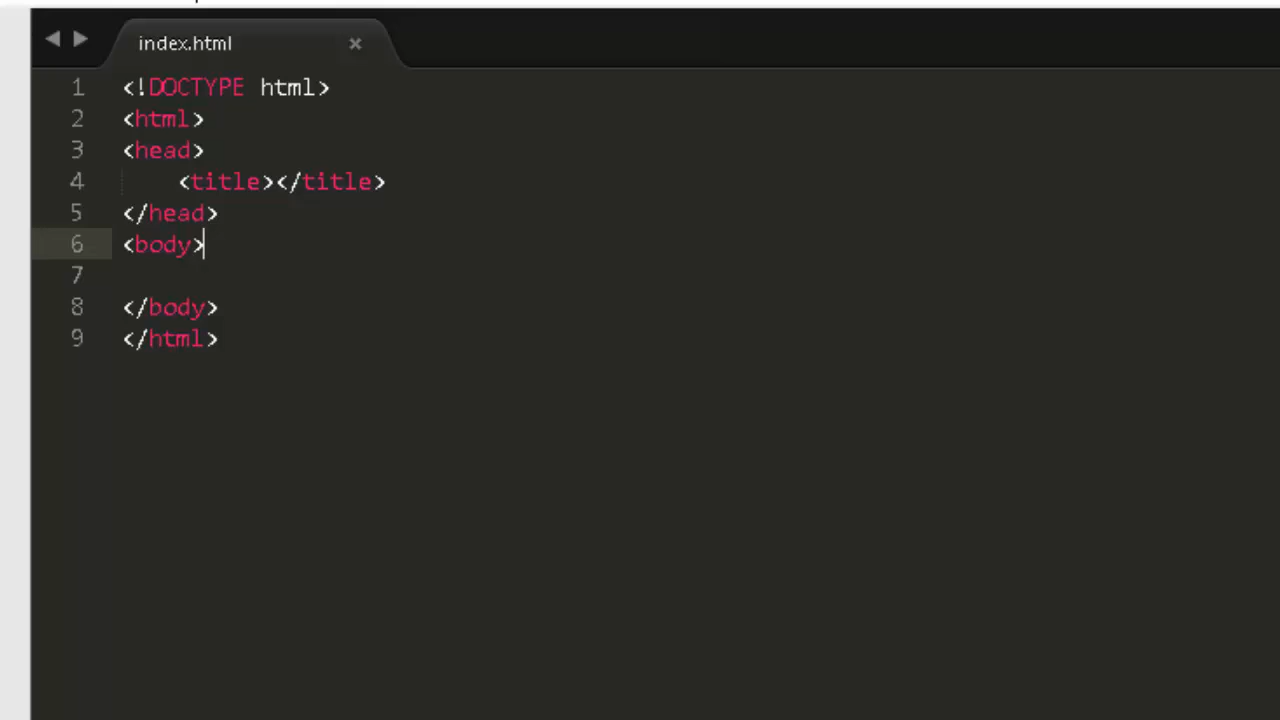 index.html
1 <!DOCTYPE html>
2 <html>
3 <head>
4     <title></title>
5 </head>
6 <body>
7
8 </body>
9 </html>